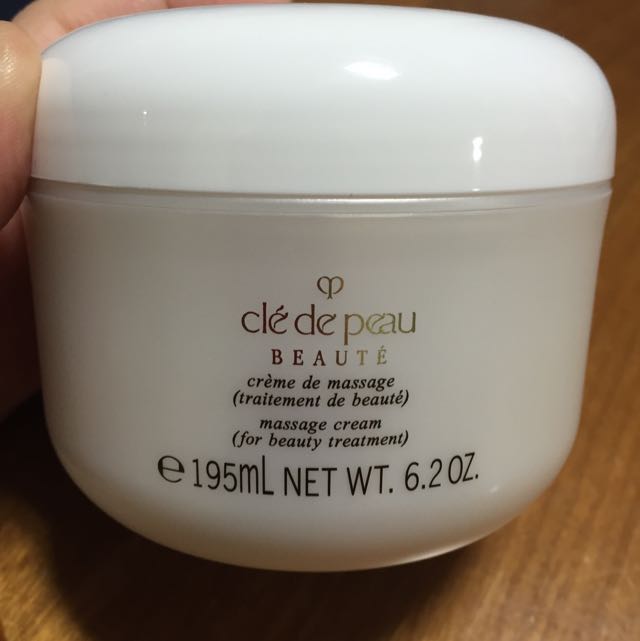 clé de peau
BEAUTÉ
crème de massage
(traitement de beauté)
massage cream
(for beauty treatment)
℮ 195mL NET WT. 6.2 OZ.